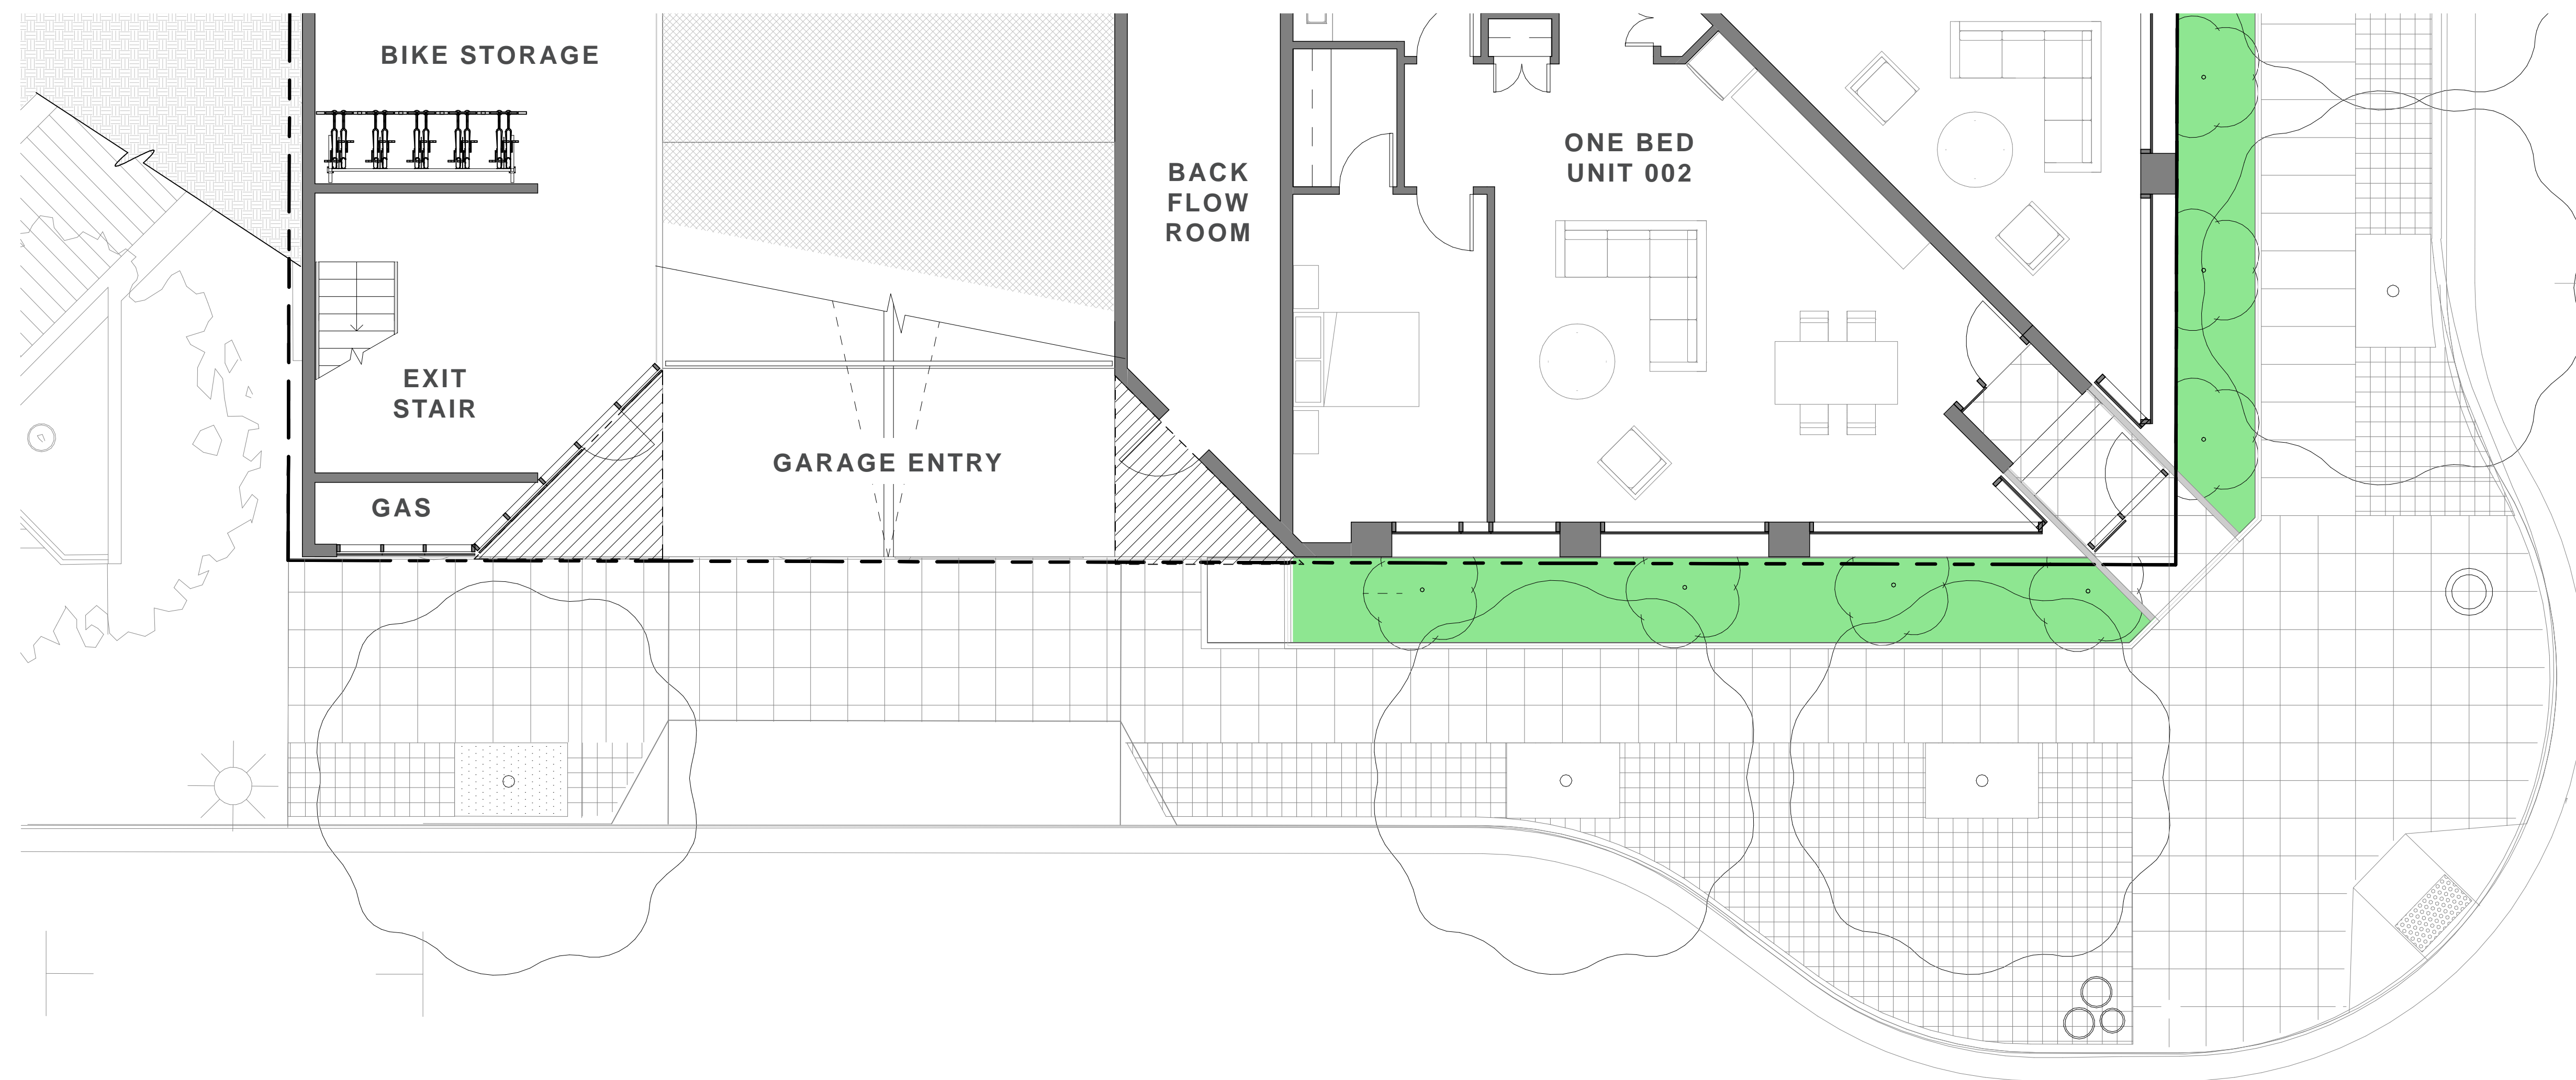 BIKE STORAGE
ONE BED
UNIT 002
BACK
FLOW
ROOM
EXIT
STAIR
GARAGE ENTRY
GAS